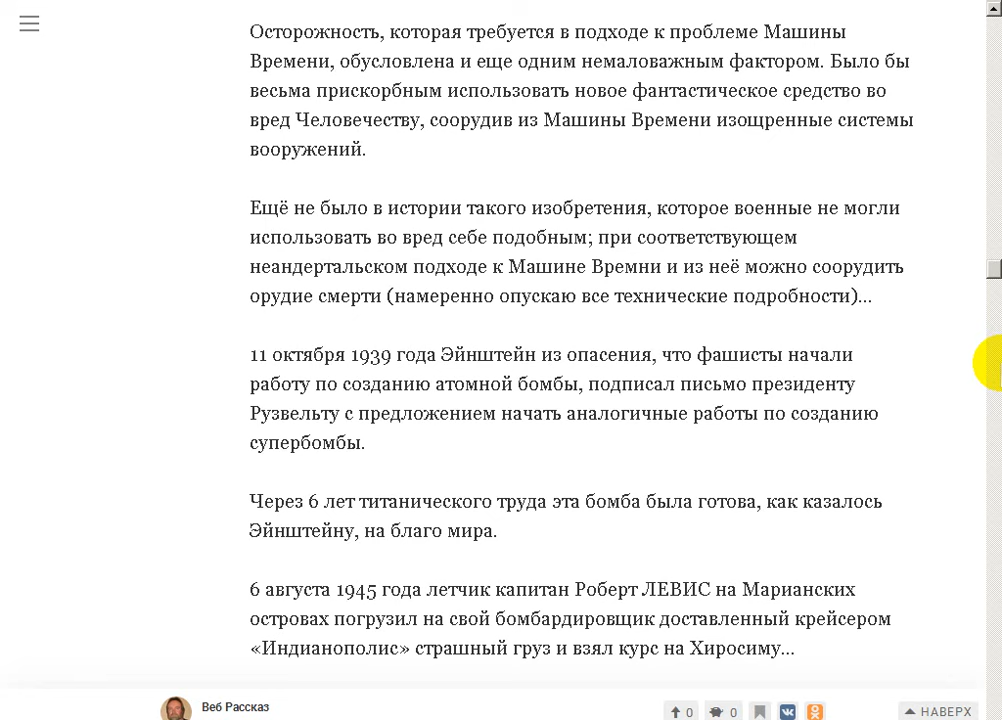 Осторожность, которая требуется в подходе к проблеме Машины
Времени, обусловлена и еще одним немаловажным фактором. Было бы
весьма прискорбным использовать новое фантастическое средство во
вред Человечеству, соорудив из Машины Времени изощренные системы
вооружений.
Ещё не было в истории такого изобретения, которое военные не могли
использовать во вред себе подобным; при соответствующем
неандертальском подходе к Машине Времни и из неё можно соорудить
орудие смерти (намеренно опускаю все технические подробности)...
11 октября 1939 года Эйнштейн из опасения, что фашисты начали
работу по созданию атомной бомбы, подписал письмо президенту
Рузвельту с предложением начать аналогичные работы по созданию
супербомбы.
Через 6 лет титанического труда эта бомба была готова, как казалось
Эйнштейну, на благо мира.
6 августа 1945 года летчик капитан Роберт ЛЕВИС на Марианских
островах погрузил на свой бомбардировщик доставленный крейсером
«Индианополис» страшный груз и взял курс на Хиросиму...
Веб Рассказ 0 0 НАВЕРХ